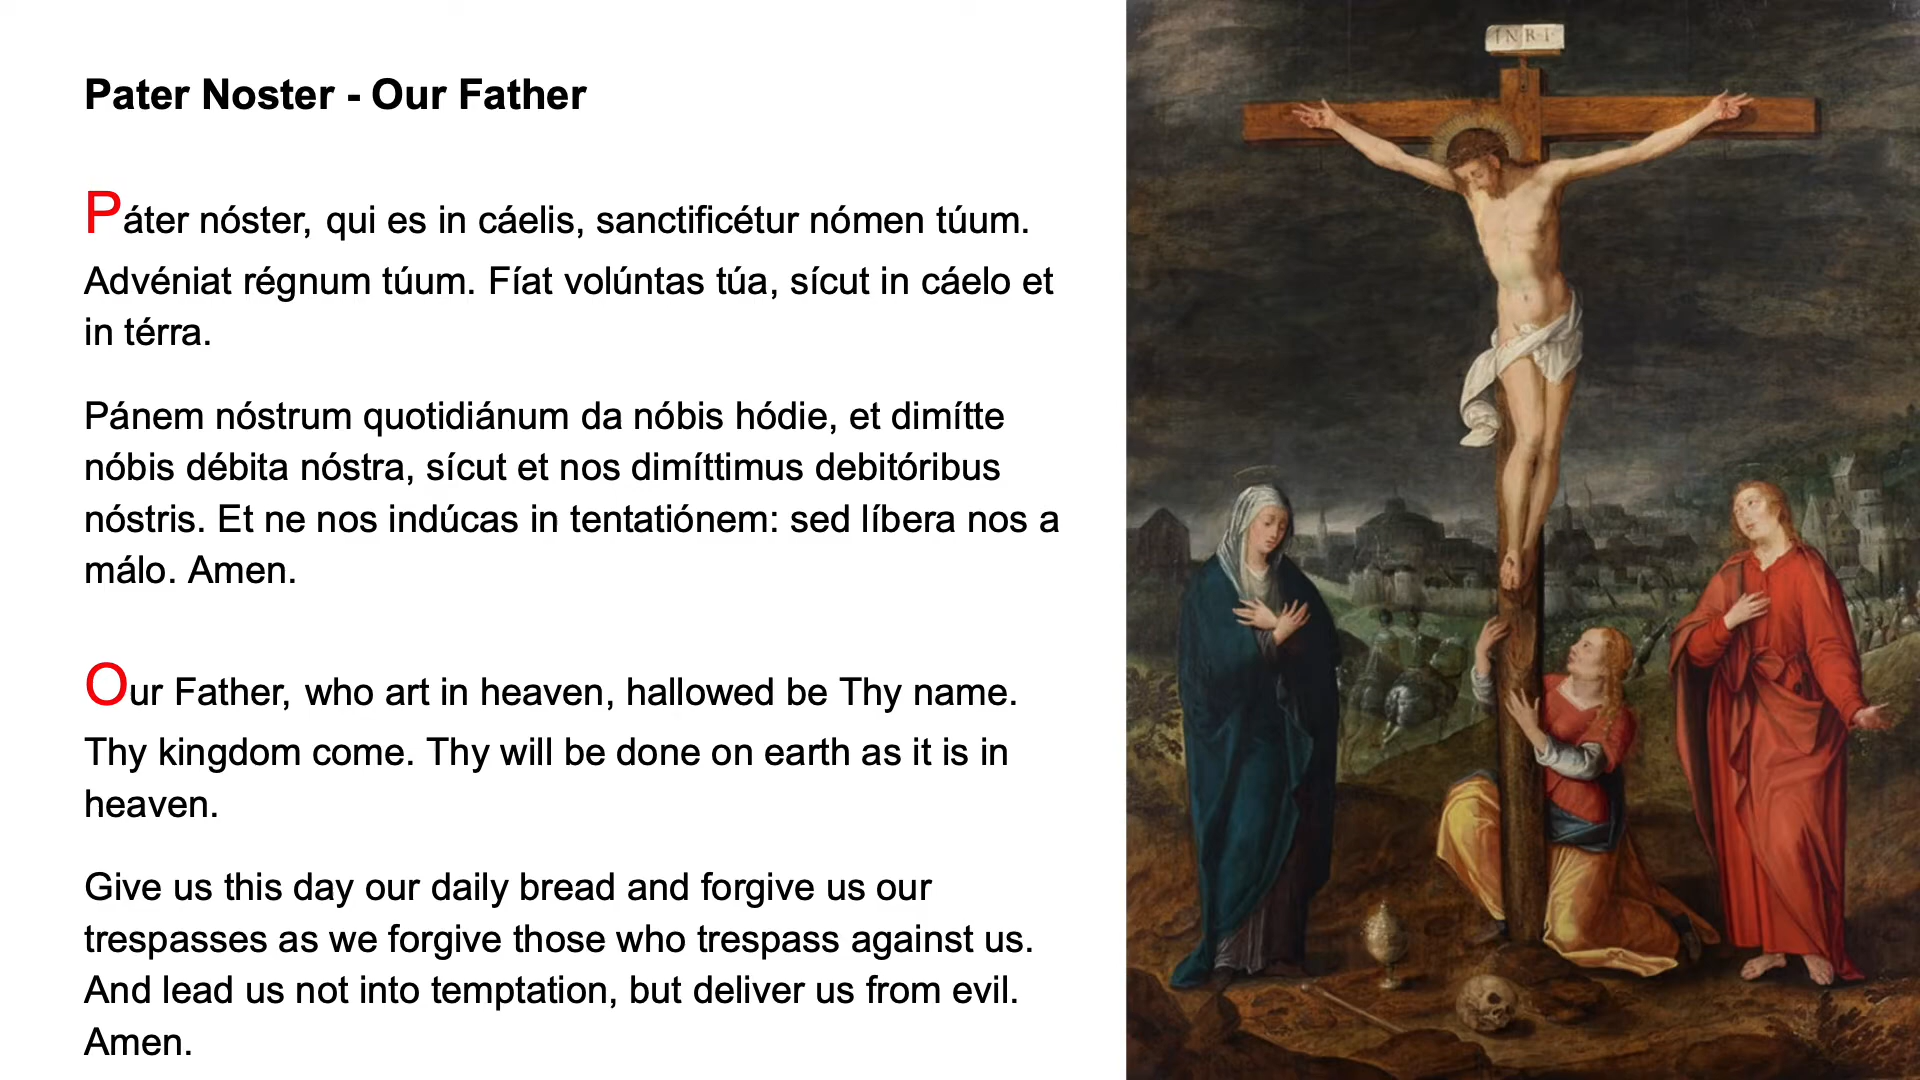 Pater Noster - Our Father
Páter nóster, qui es in cáelis, sanctificétur nómen túum.
Advéniat régnum túum. Fíat volúntas túa, sícut in cáelo et
in térra.
Pánem nóstrum quotidiánum da nóbis hódie, et dimítte
nóbis débita nóstra, sícut et nos dimíttimus debitóribus
nóstris. Et ne nos indúcas in tentatiónem: sed líbera nos a
málo. Amen.
Our Father, who art in heaven, hallowed be Thy name.
Thy kingdom come. Thy will be done on earth as it is in
heaven.
Give us this day our daily bread and forgive us our
trespasses as we forgive those who trespass against us.
And lead us not into temptation, but deliver us from evil.
Amen.
INRI